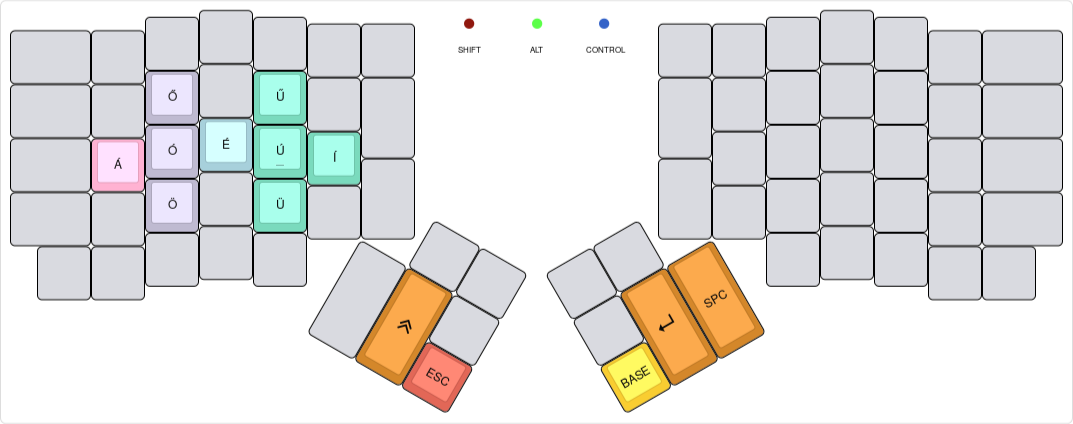 SHIFT ALT CONTROL
Ő Ű
Á Ó É Ú Í
Ö Ü
SPC
ESC BASE